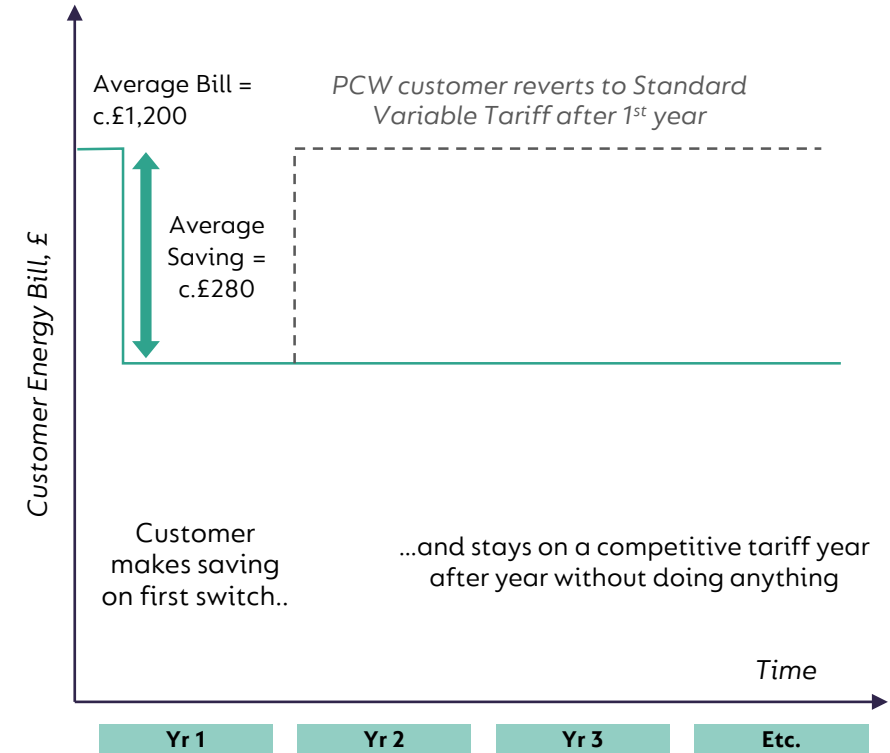 Average Bill =
c.£1,200
PCW customer reverts to Standard
Variable Tariff after 1st year
Average
Saving =
c.£280
Customer Energy Bill, £
Customer
makes saving
on first switch..
...and stays on a competitive tariff year
after year without doing anything
Time
Yr 1
Yr 2
Yr 3
Etc.